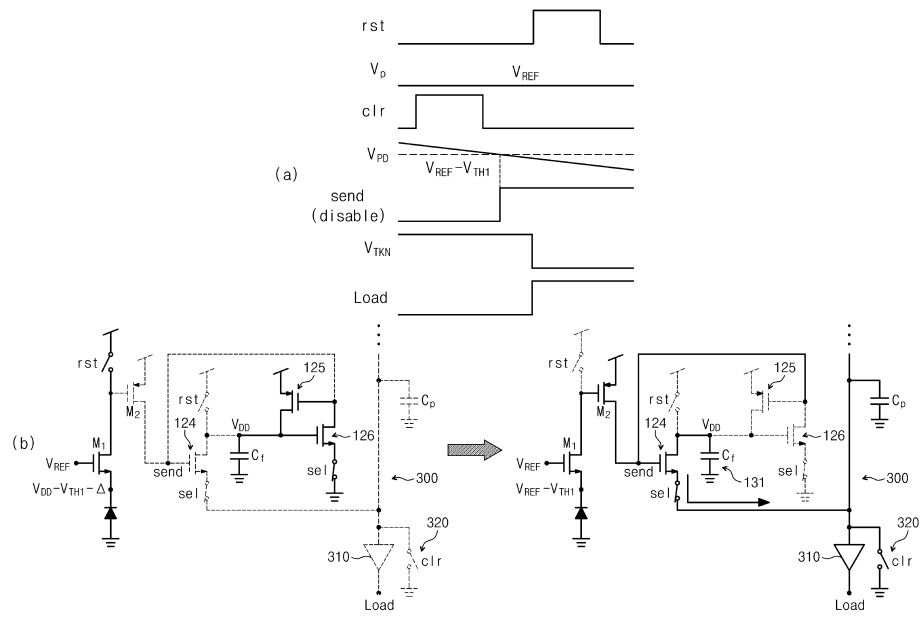 rst
Vp VREF
clr
VPD
VREF-VTH1
(a)
send
(disable)
VTKN
Load
rst
M2
rst
124
125
VDD
Cf
126
Cp
(b)
M1
VREF
send
sel
sel
VDD-VTH1-Δ
300
320
310
clr
Load
rst
M2
rst
124
125
VDD
Cf
126
131
Cp
M1
VREF
send
sel
sel
VREF-VTH1
300
320
310
clr
Load